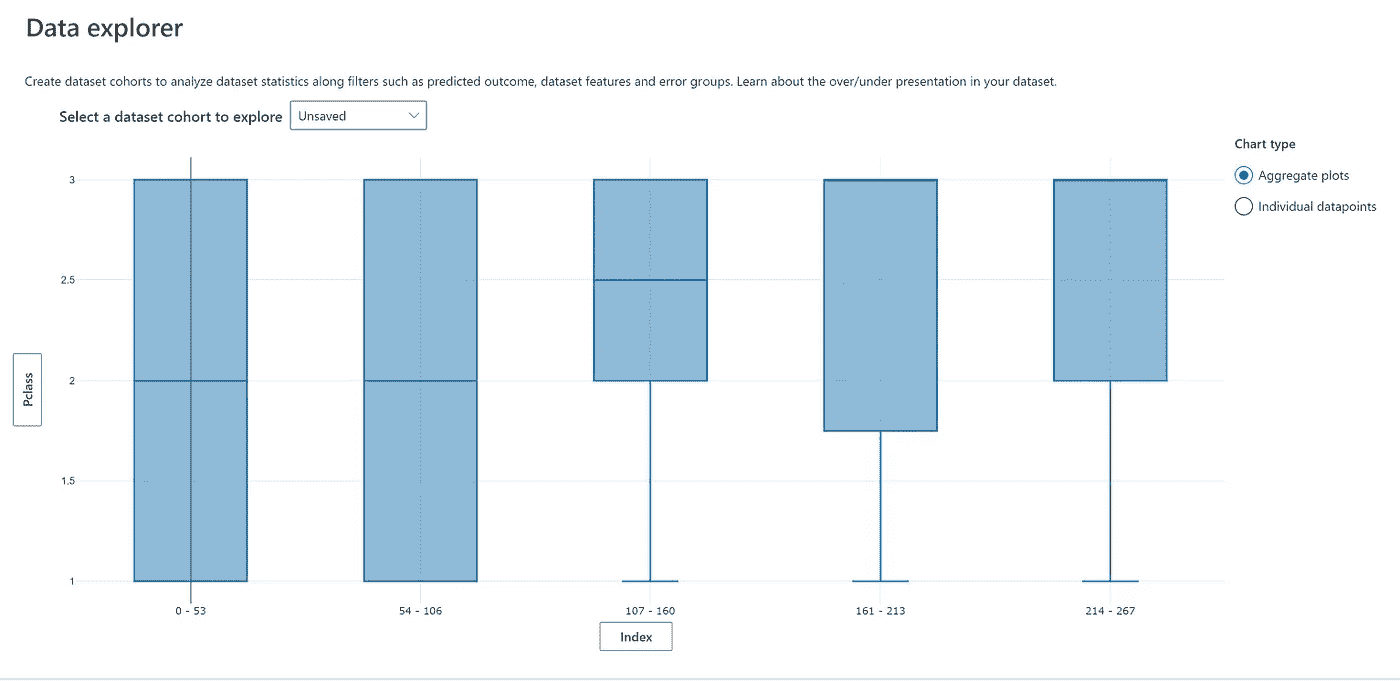 Data explorer
Create dataset cohorts to analyze dataset statistics along filters such as predicted outcome, dataset features and error groups. Learn about the over/under presentation in your dataset.
Select a dataset cohort to explore Unsaved
Chart type
Aggregate plots
Individual datapoints
3
2.5
2
1.5
1
Pclass
0 - 53 54 - 106 107 - 160 161 - 213 214 - 267
Index